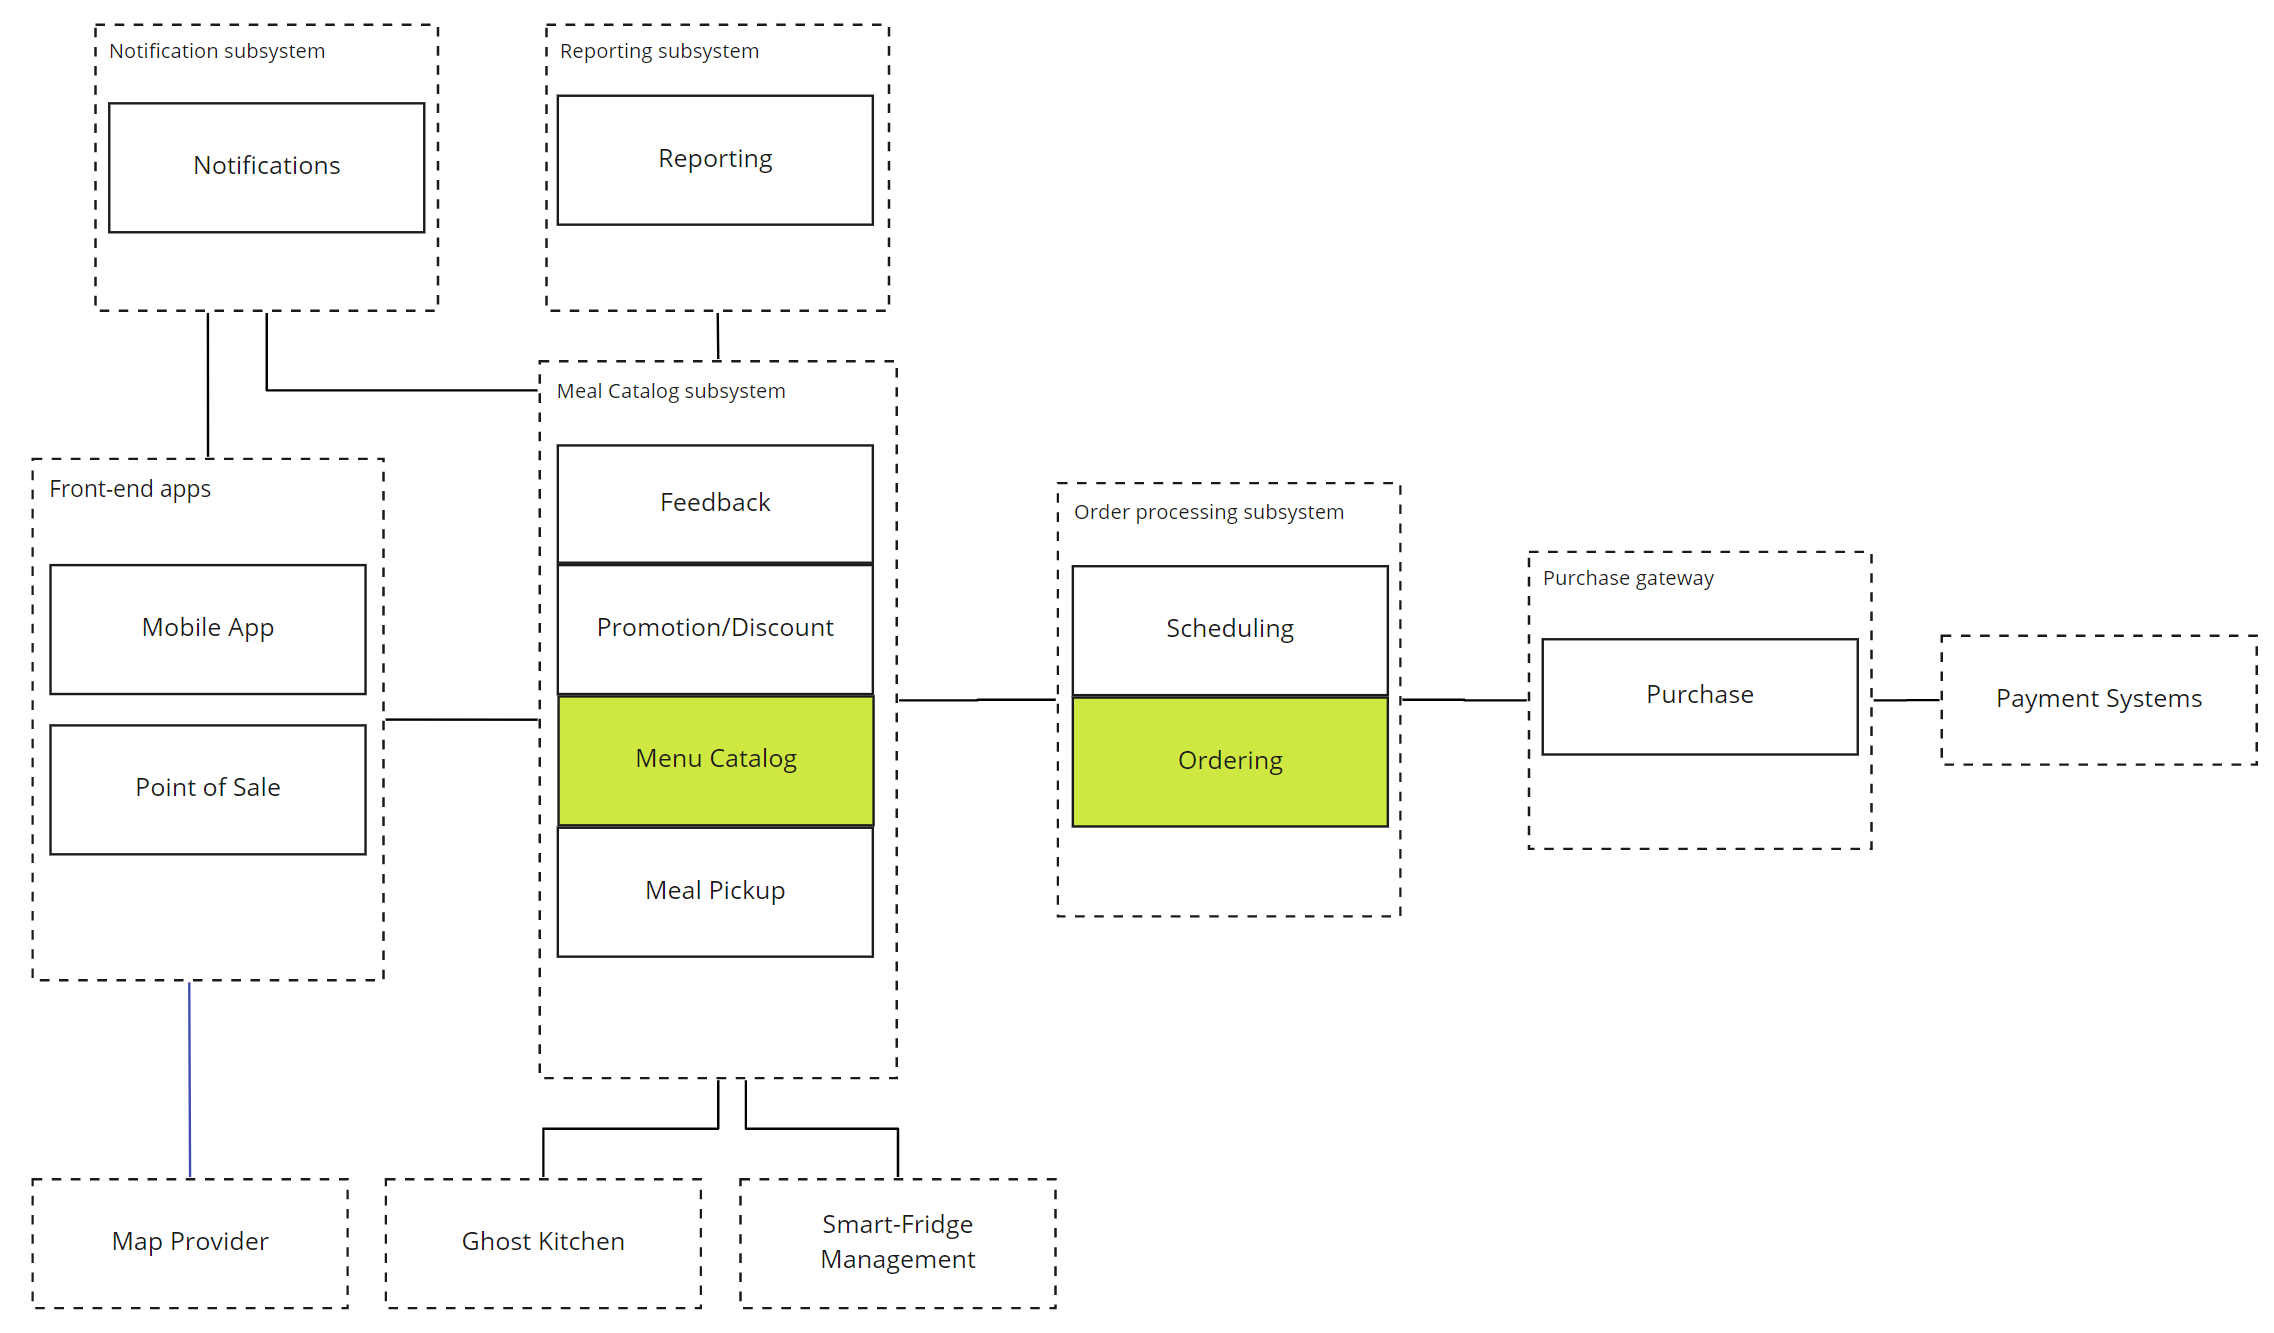 Notification subsystem
Notifications
Reporting subsystem
Reporting
Front-end apps
Mobile App
Point of Sale
Meal Catalog subsystem
Feedback
Promotion/Discount
Menu Catalog
Meal Pickup
Order processing subsystem
Scheduling
Ordering
Purchase gateway
Purchase
Payment Systems
Map Provider
Ghost Kitchen
Smart-Fridge
Management